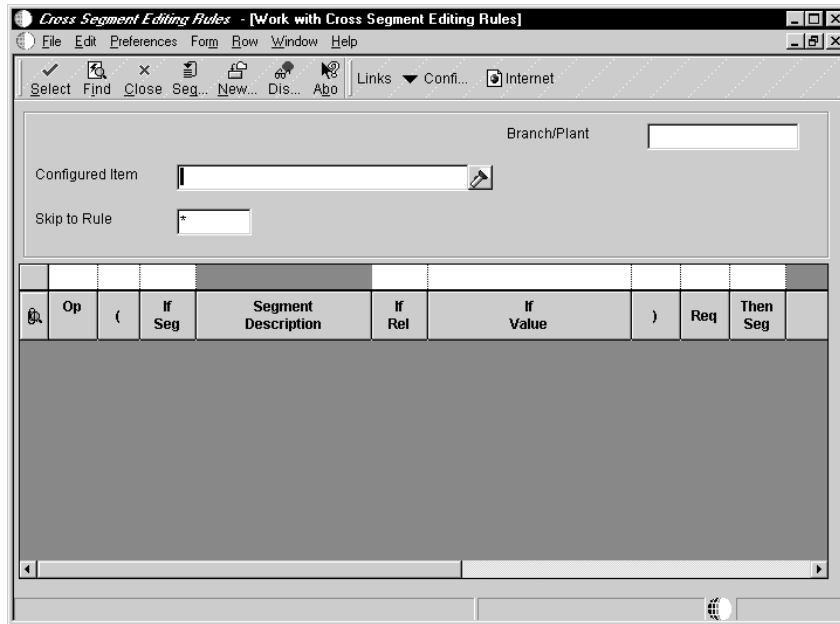 Cross Segment Editing Rules - [Work with Cross Segment Editing Rules]
File Edit Preferences Form Row Window Help
Select Find Close Seg... New... Dis... Abo Links Confi... Internet
Branch/Plant
Configured Item
Skip to Rule *
Op ( If Seg Segment Description If Rel If Value ) Req Then Seg